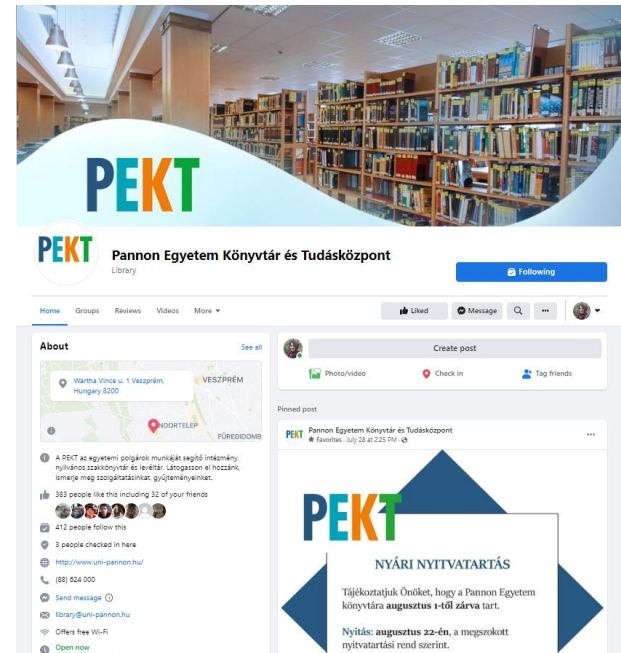 PEKT
PEKT
Pannon Egyetem Könyvtár és Tudásközpont
Library
Following
Home Groups Reviews Videos More
Liked Message
About See all
Wartha Vince u. 1 Veszprém,
Hungary 8200
VESZPRÉM
NDORTELEP
FÜREDIDOMB
A PEKT az egyetemi polgárok munkáját segítő intézmény,
nyilvános szakkönyvtár és levéltár. Látogasson el hozzánk,
ismerje meg szolgáltatásinkat, gyűjteményeinket.
383 people like this including 32 of your friends
412 people follow this
3 people checked in here
http://www.uni-pannon.hu/
(88) 624 000
Send message
library@uni-pannon.hu
Offers free Wi-Fi
Open now
Create post
Photo/video Check in Tag friends
Pinned post
PEKT
Pannon Egyetem Könyvtár és Tudásközpont
Favorites · July 28 at 2:25 PM ·
PEKT
NYÁRI NYITVATARTÁS
Tájékoztatjuk Önöket, hogy a Pannon Egyetem
könyvtára augusztus 1-től zárva tart.
Nyitás: augusztus 22-én, a megszokott
nyitvatartási rend szerint.